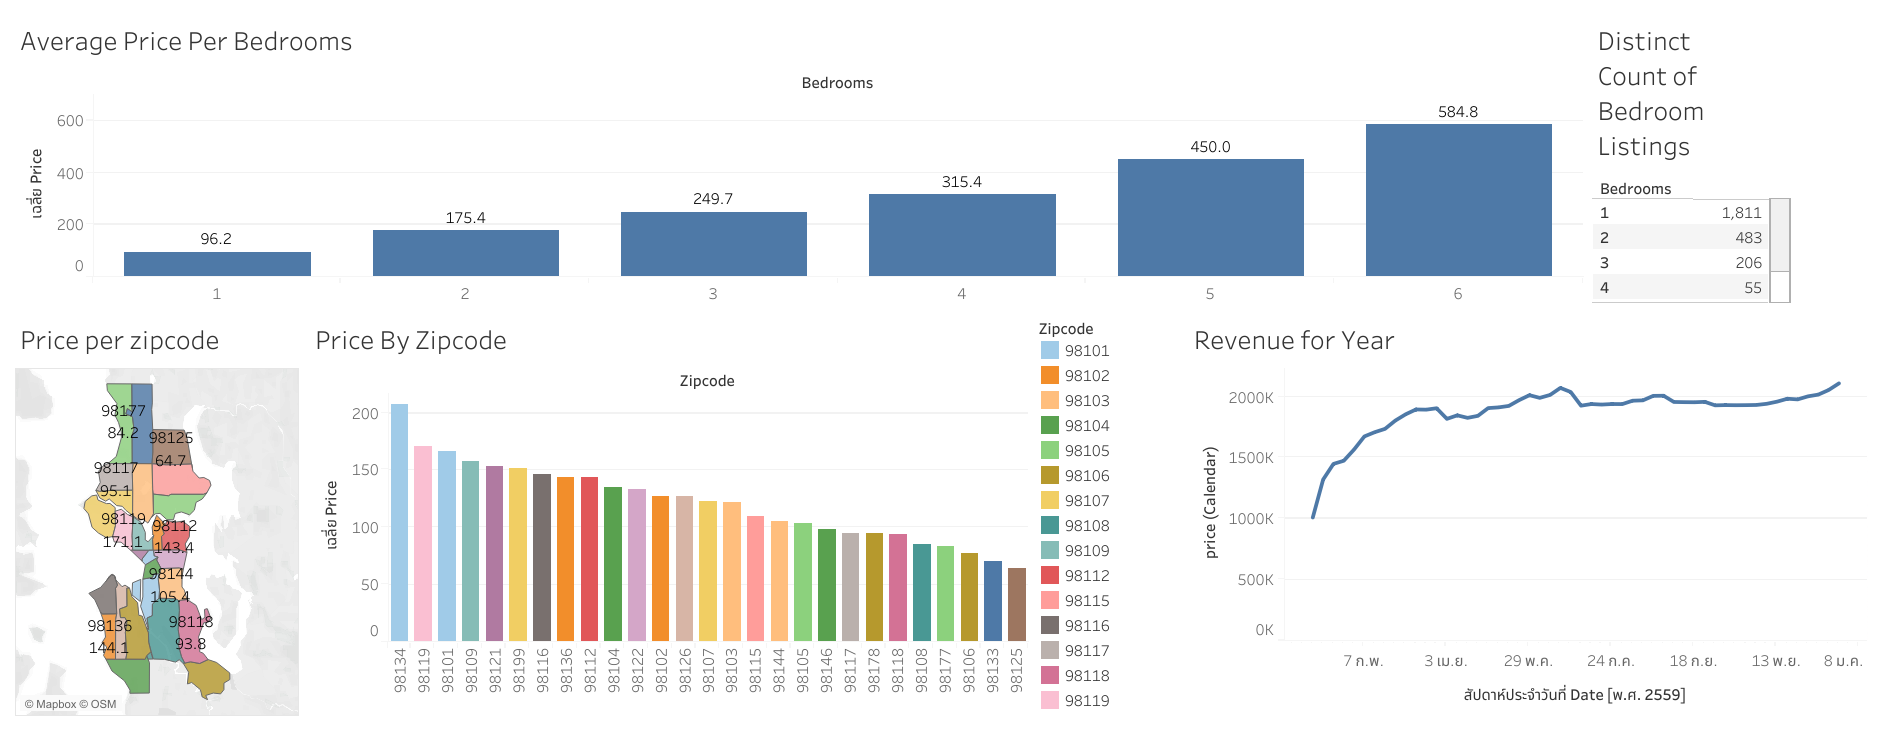 Average Price Per Bedrooms
Bedrooms
เฉลี่ย Price
600
400
200
0
96.2
175.4
249.7
315.4
450.0
584.8
1
2
3
4
5
6
Distinct
Count of
Bedroom
Listings
Bedrooms
1 1,811
2 483
3 206
4 55
Price per zipcode
98177
84.2
98125
64.7
98117
95.1
98119
171.1
98112
143.4
98144
105.4
98136
144.1
98118
93.8
© Mapbox © OSM
Price By Zipcode
Zipcode
เฉลี่ย Price
200
150
100
50
0
98134
98119
98101
98109
98121
98199
98116
98136
98112
98104
98122
98102
98126
98107
98103
98115
98144
98105
98146
98117
98178
98118
98108
98177
98106
98133
98125
Zipcode
98101
98102
98103
98104
98105
98106
98107
98108
98109
98112
98115
98116
98117
98118
98119
Revenue for Year
price (Calendar)
2000K
1500K
1000K
500K
0K
7 ก.พ.
3 เม.ย.
29 พ.ค.
24 ก.ค.
18 ก.ย.
13 พ.ย.
8 ม.ค.
สัปดาห์ประจำวันที่ Date [พ.ศ. 2559]